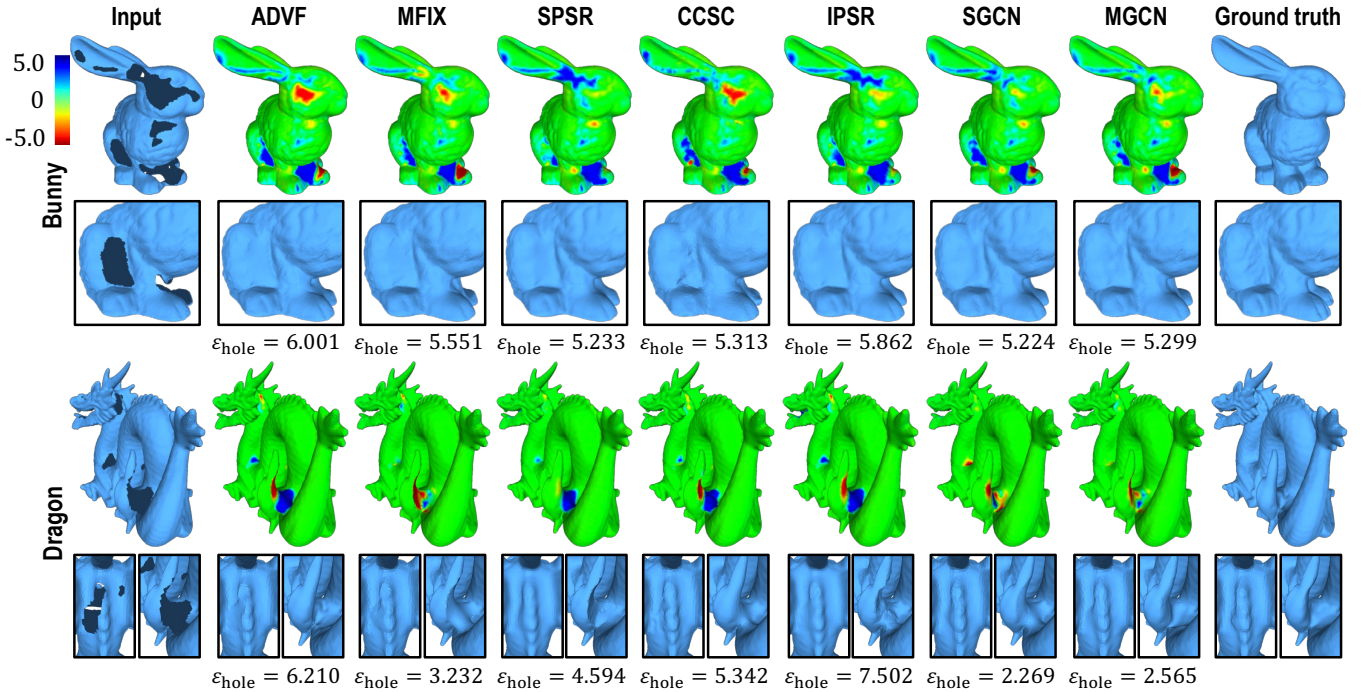 Input ADVF MFIX SPSR CCSC IPSR SGCN MGCN Ground truth
5.0
0
-5.0
Bunny
ε_hole = 6.001 ε_hole = 5.551 ε_hole = 5.233 ε_hole = 5.313 ε_hole = 5.862 ε_hole = 5.224 ε_hole = 5.299
Dragon
ε_hole = 6.210 ε_hole = 3.232 ε_hole = 4.594 ε_hole = 5.342 ε_hole = 7.502 ε_hole = 2.269 ε_hole = 2.565